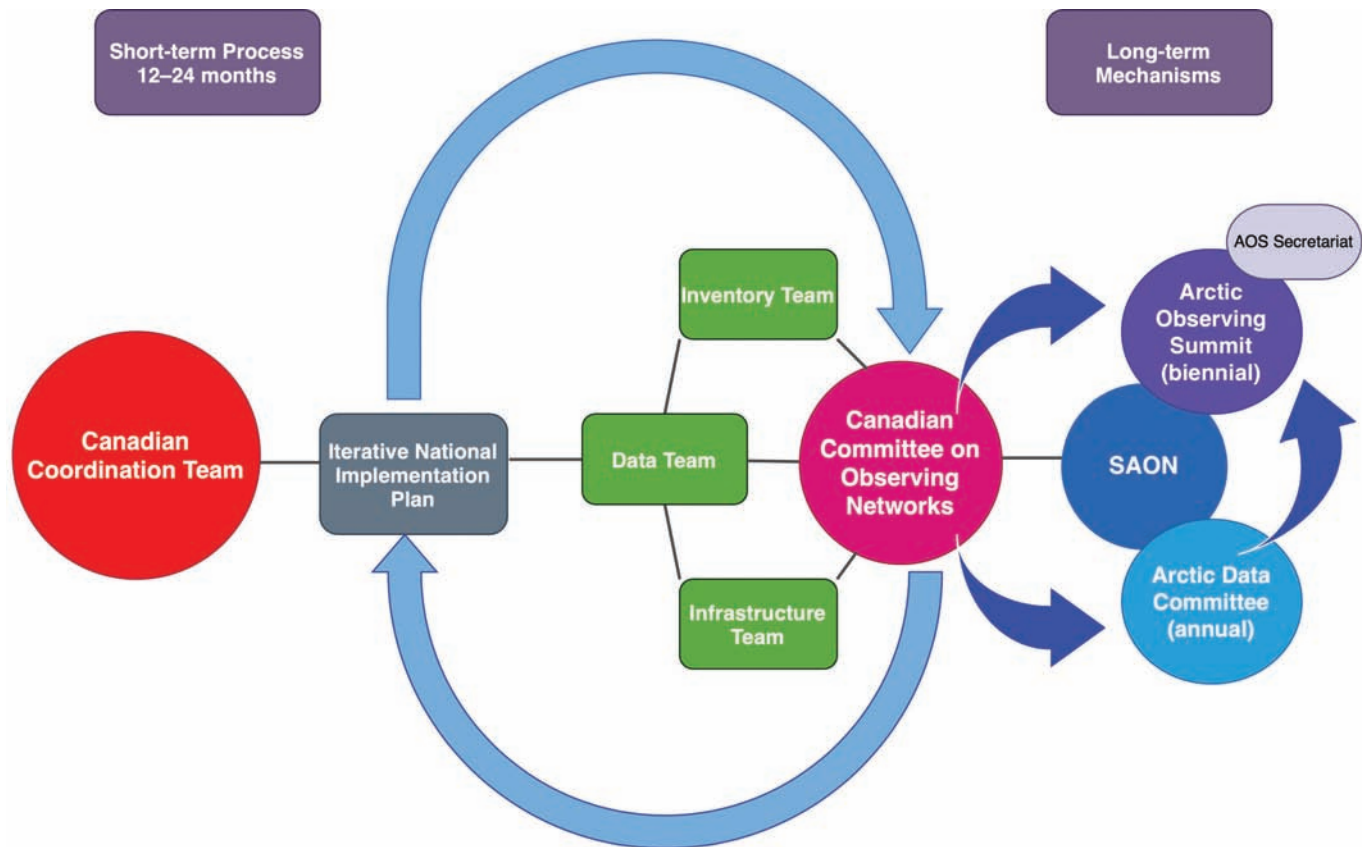 Short-term Process
12–24 months
Long-term
Mechanisms
AOS Secretariat
Arctic
Observing
Summit
(biennial)
Inventory Team
Canadian
Coordination Team
Iterative National
Implementation
Plan
Data Team
Canadian
Committee on
Observing
Networks
SAON
Arctic Data
Committee
(annual)
Infrastructure
Team